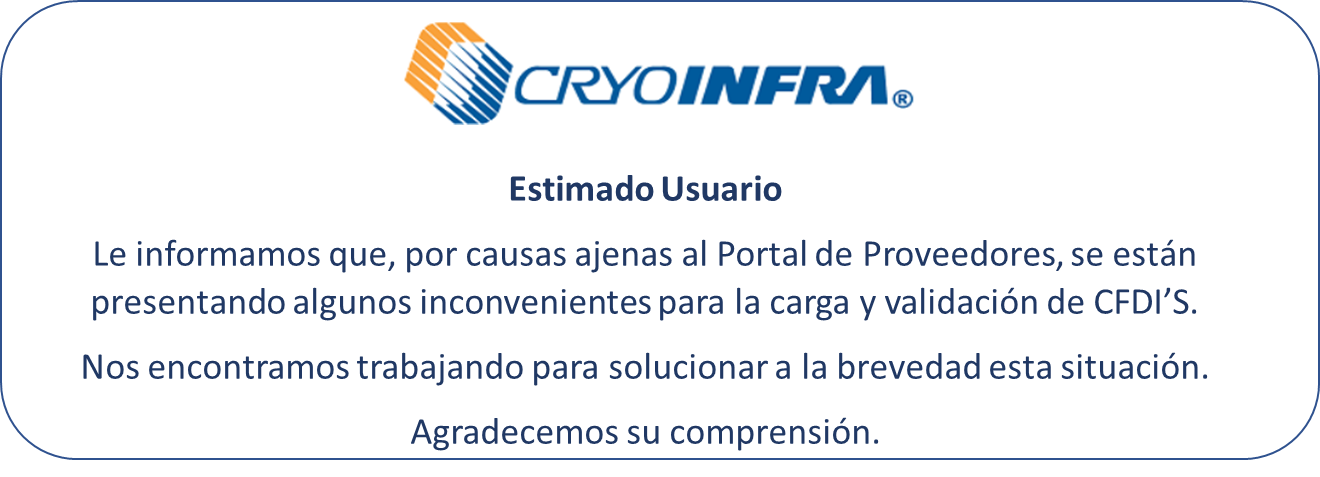 CRYOINFRA®
Estimado Usuario
Le informamos que, por causas ajenas al Portal de Proveedores, se están
presentando algunos inconvenientes para la carga y validación de CFDI’S.
Nos encontramos trabajando para solucionar a la brevedad esta situación.
Agradecemos su comprensión.